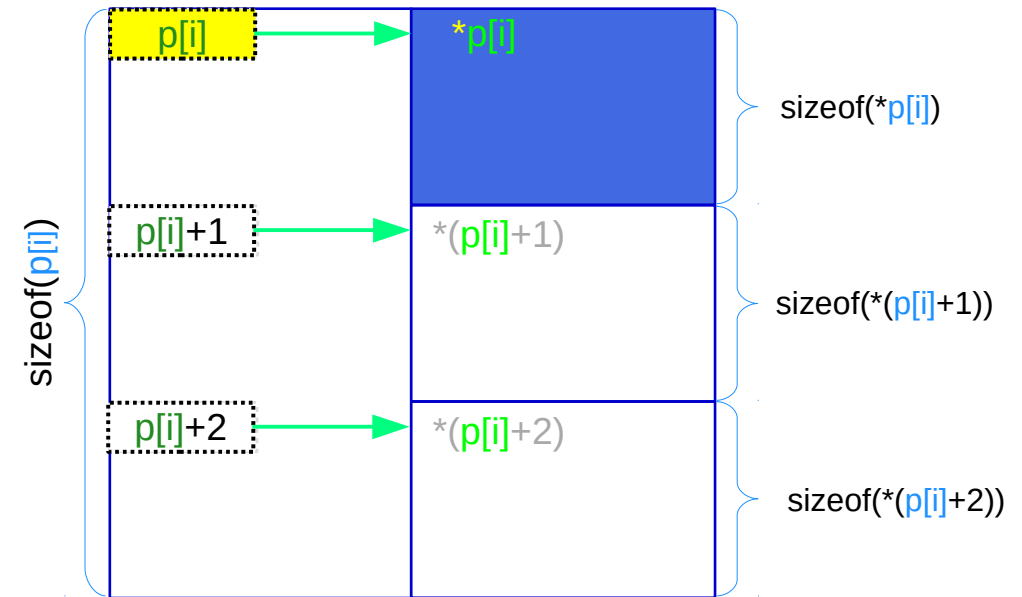 p[i]
*p[i]
sizeof(*p[i])
sizeof(p[i])
p[i]+1
*(p[i]+1)
sizeof(*(p[i]+1))
p[i]+2
*(p[i]+2)
sizeof(*(p[i]+2))